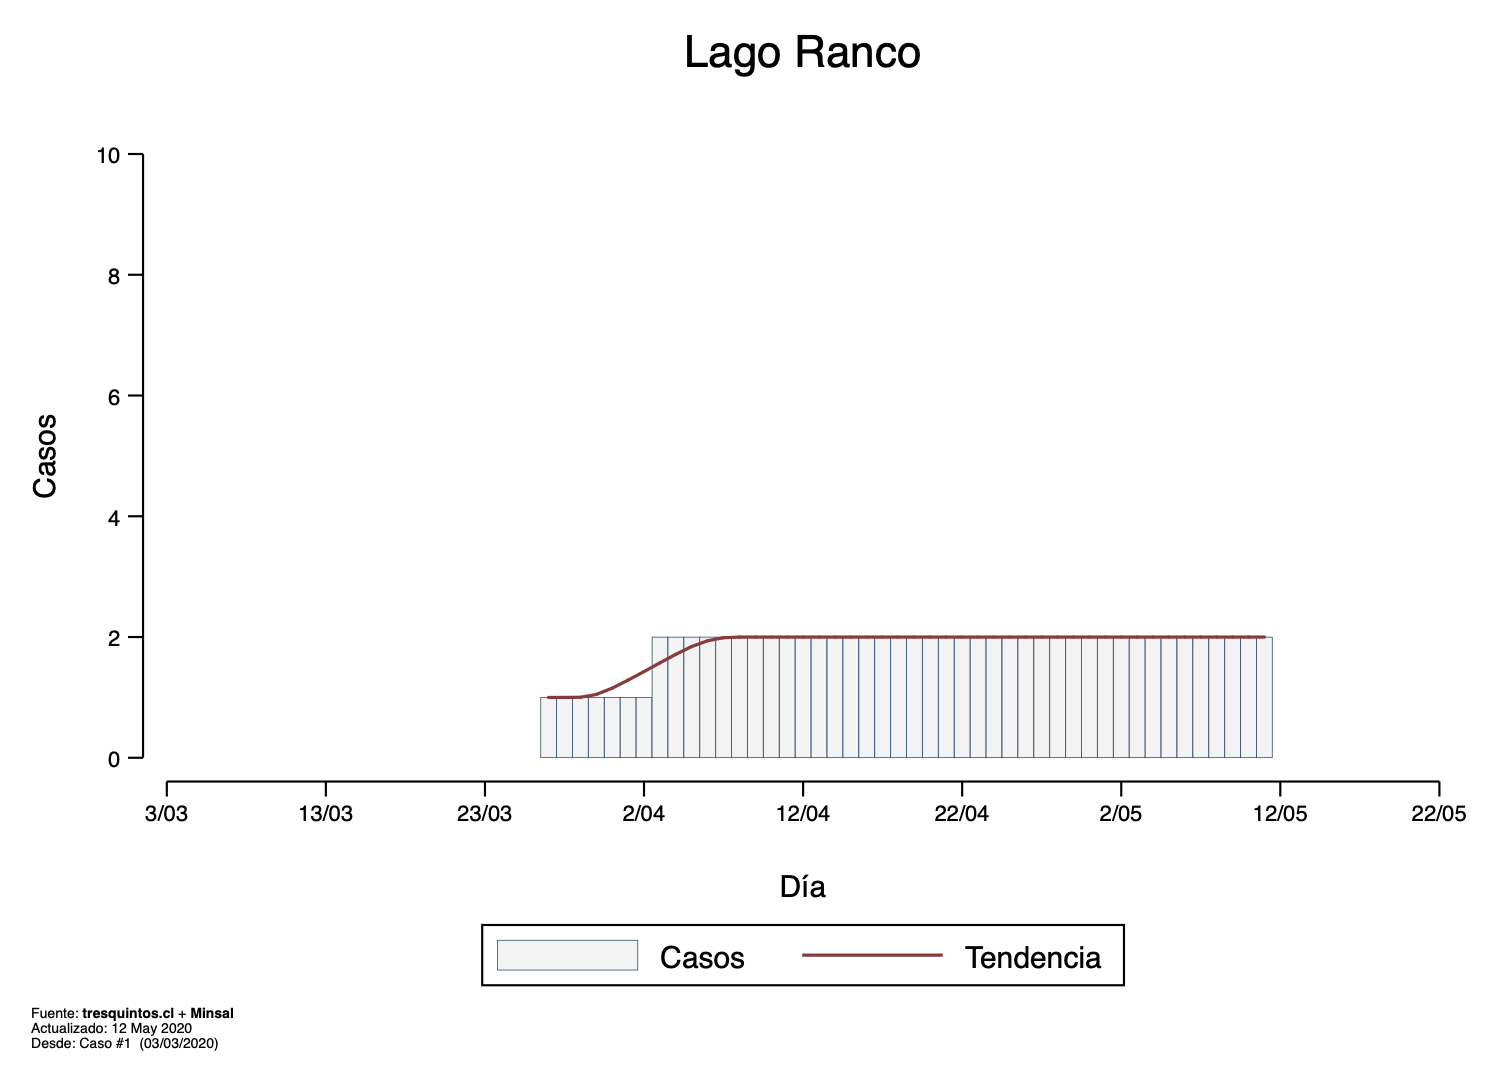 Lago Ranco
10
8
6
4
2
0
Casos
3/03 13/03 23/03 2/04 12/04 22/04 2/05 12/05 22/05
Día
Casos Tendencia
Fuente: tresquintos.cl + Minsal
Actualizado: 12 May 2020
Desde: Caso #1 (03/03/2020)